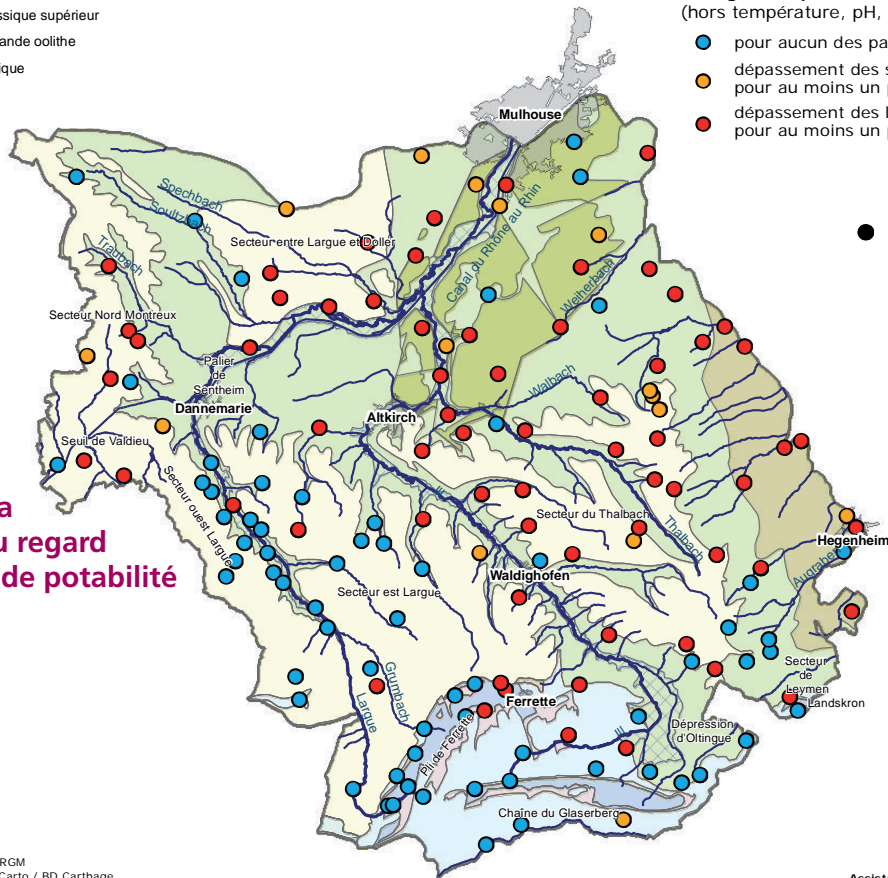 ssique supérieur
ande oolithe
ique
(hors température, pH,
pour aucun des pa
dépassement des s
pour au moins un p
dépassement des l
pour au moins un p
Mulhouse
Spechbach
Soultzbach
Secteur entre Largue et Doller
Canal du Rhône au Rhin
Traubach
Weiherbach
Secteur Nord Montreux
Palier
de
Sentheim
Dannemarie
Walbach
Altkirch
Seuil de Valdieu
Secteur ouest Largue
Ill
Secteur du Thalbach
Thalbach
Hegenheim
Augraben
a
u regard
de potabilité
Waldighofen
Secteur est Largue
Grumbach
Largue
Secteur
de
Leymen
Landskron
Ferrette
Pli de Ferrette
Ill
Dépression
d'Oltingue
Chaîne du Glaserberg
RGM
Carto / BD Carthage
Assist